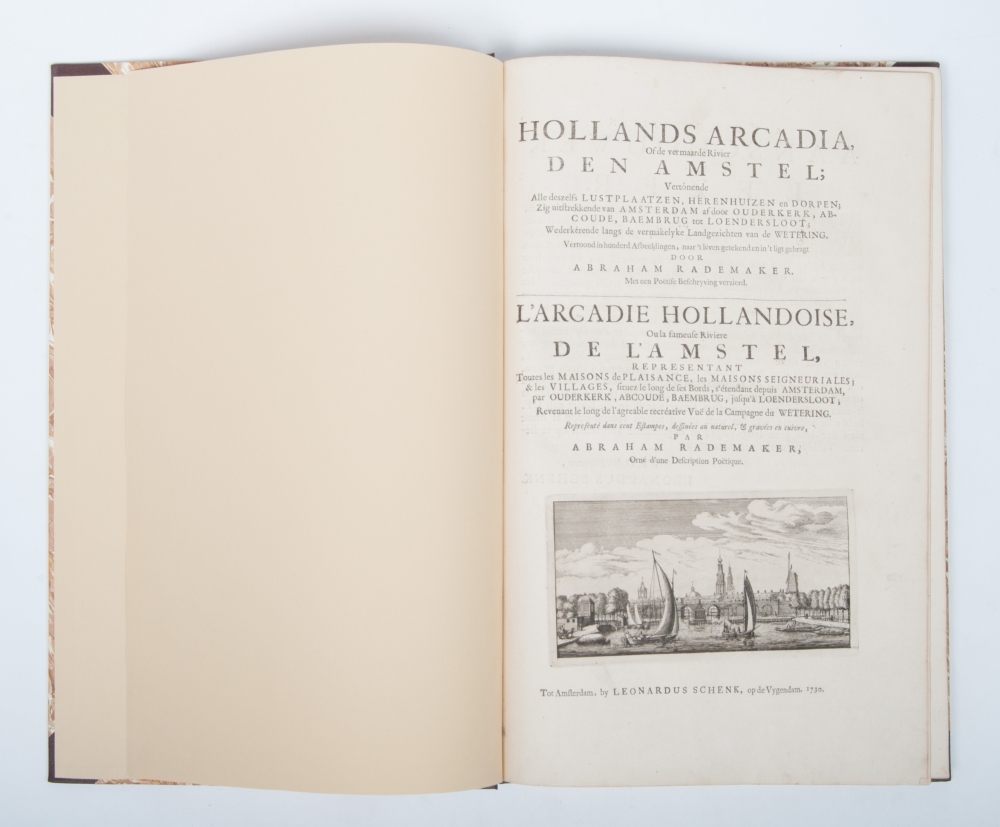 HOLLANDS ARCADIA,
Of de vermaarde Rivier
DEN AMSTEL;
Vertonende
Alle deszelfs LUSTPLAATZEN, HERENHUIZEN en DORPEN;
Zig uitstrekkende van AMSTERDAM af door OUDERKERK, AB-
COUDE, BAEMBRUG tot LOENDERSLOOT;
Wederkérende langs de vermakelyke Landgezichten van de WETERING.
Vertoond in honderd Afbeeldingen, naar 't leven getekend en in 't ligt gebragt
DOOR
ABRAHAM RADEMAKER.
Met een Poëtise Beschryving verzierd.
L'ARCADIE HOLLANDOISE,
Ou la fameuse Riviere
DE L'AMSTEL,
REPRESENTANT
Toutes les MAISONS de PLAISANCE, les MAISONS SEIGNEURIALES;
& les VILLAGES, situez le long de ses Bords, s'étendant depuis AMSTERDAM,
par OUDERKERK, ABCOUDE, BAEMBRUG, jusqu'à LOENDERSLOOT;
Revenant le long de l'agreable recréative Vuë de la Campagne du WETERING.
Representé dans cent Estampes, dessinées au naturel, & gravées en cuivre,
PAR
ABRAHAM RADEMAKER,
Orné d'une Description Poëtique.
Tot Amsterdam, by LEONARDUS SCHENK, op de Vygendam. 1730.